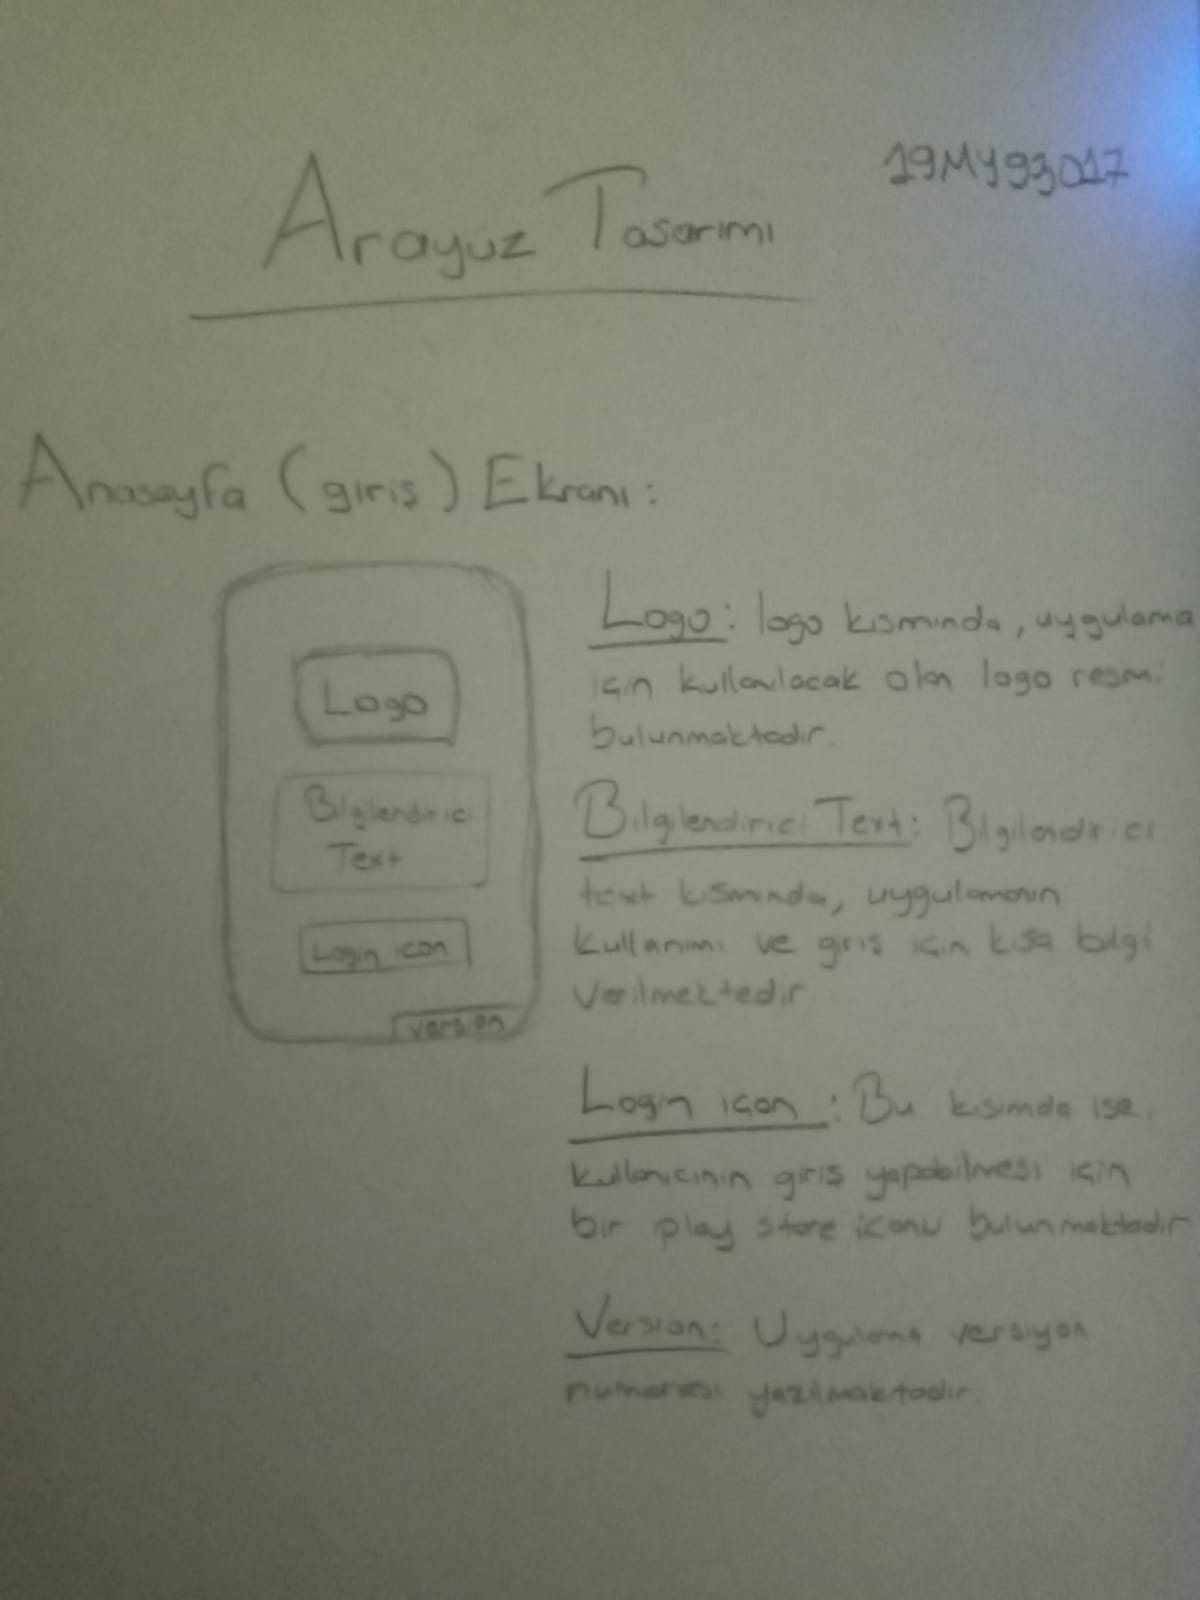 19MY93017
Arayüz Tasarımı
Anasayfa (giriş) Ekranı:
Logo
Bilgilendirici
Text
Login icon
version
Logo: logo kısmında, uygulama
için kullanılacak olan logo resmi
bulunmaktadır.
Bilgilendirici Text: Bilgilendirici
text kısmında, uygulamanın
kullanımı ve giriş için kısa bilgi
verilmektedir
Login icon : Bu kısımda ise,
kullanıcının giriş yapabilmesi için
bir play store iconu bulunmaktadır
Version: Uygulama versiyon
numarası yazılmaktadır.